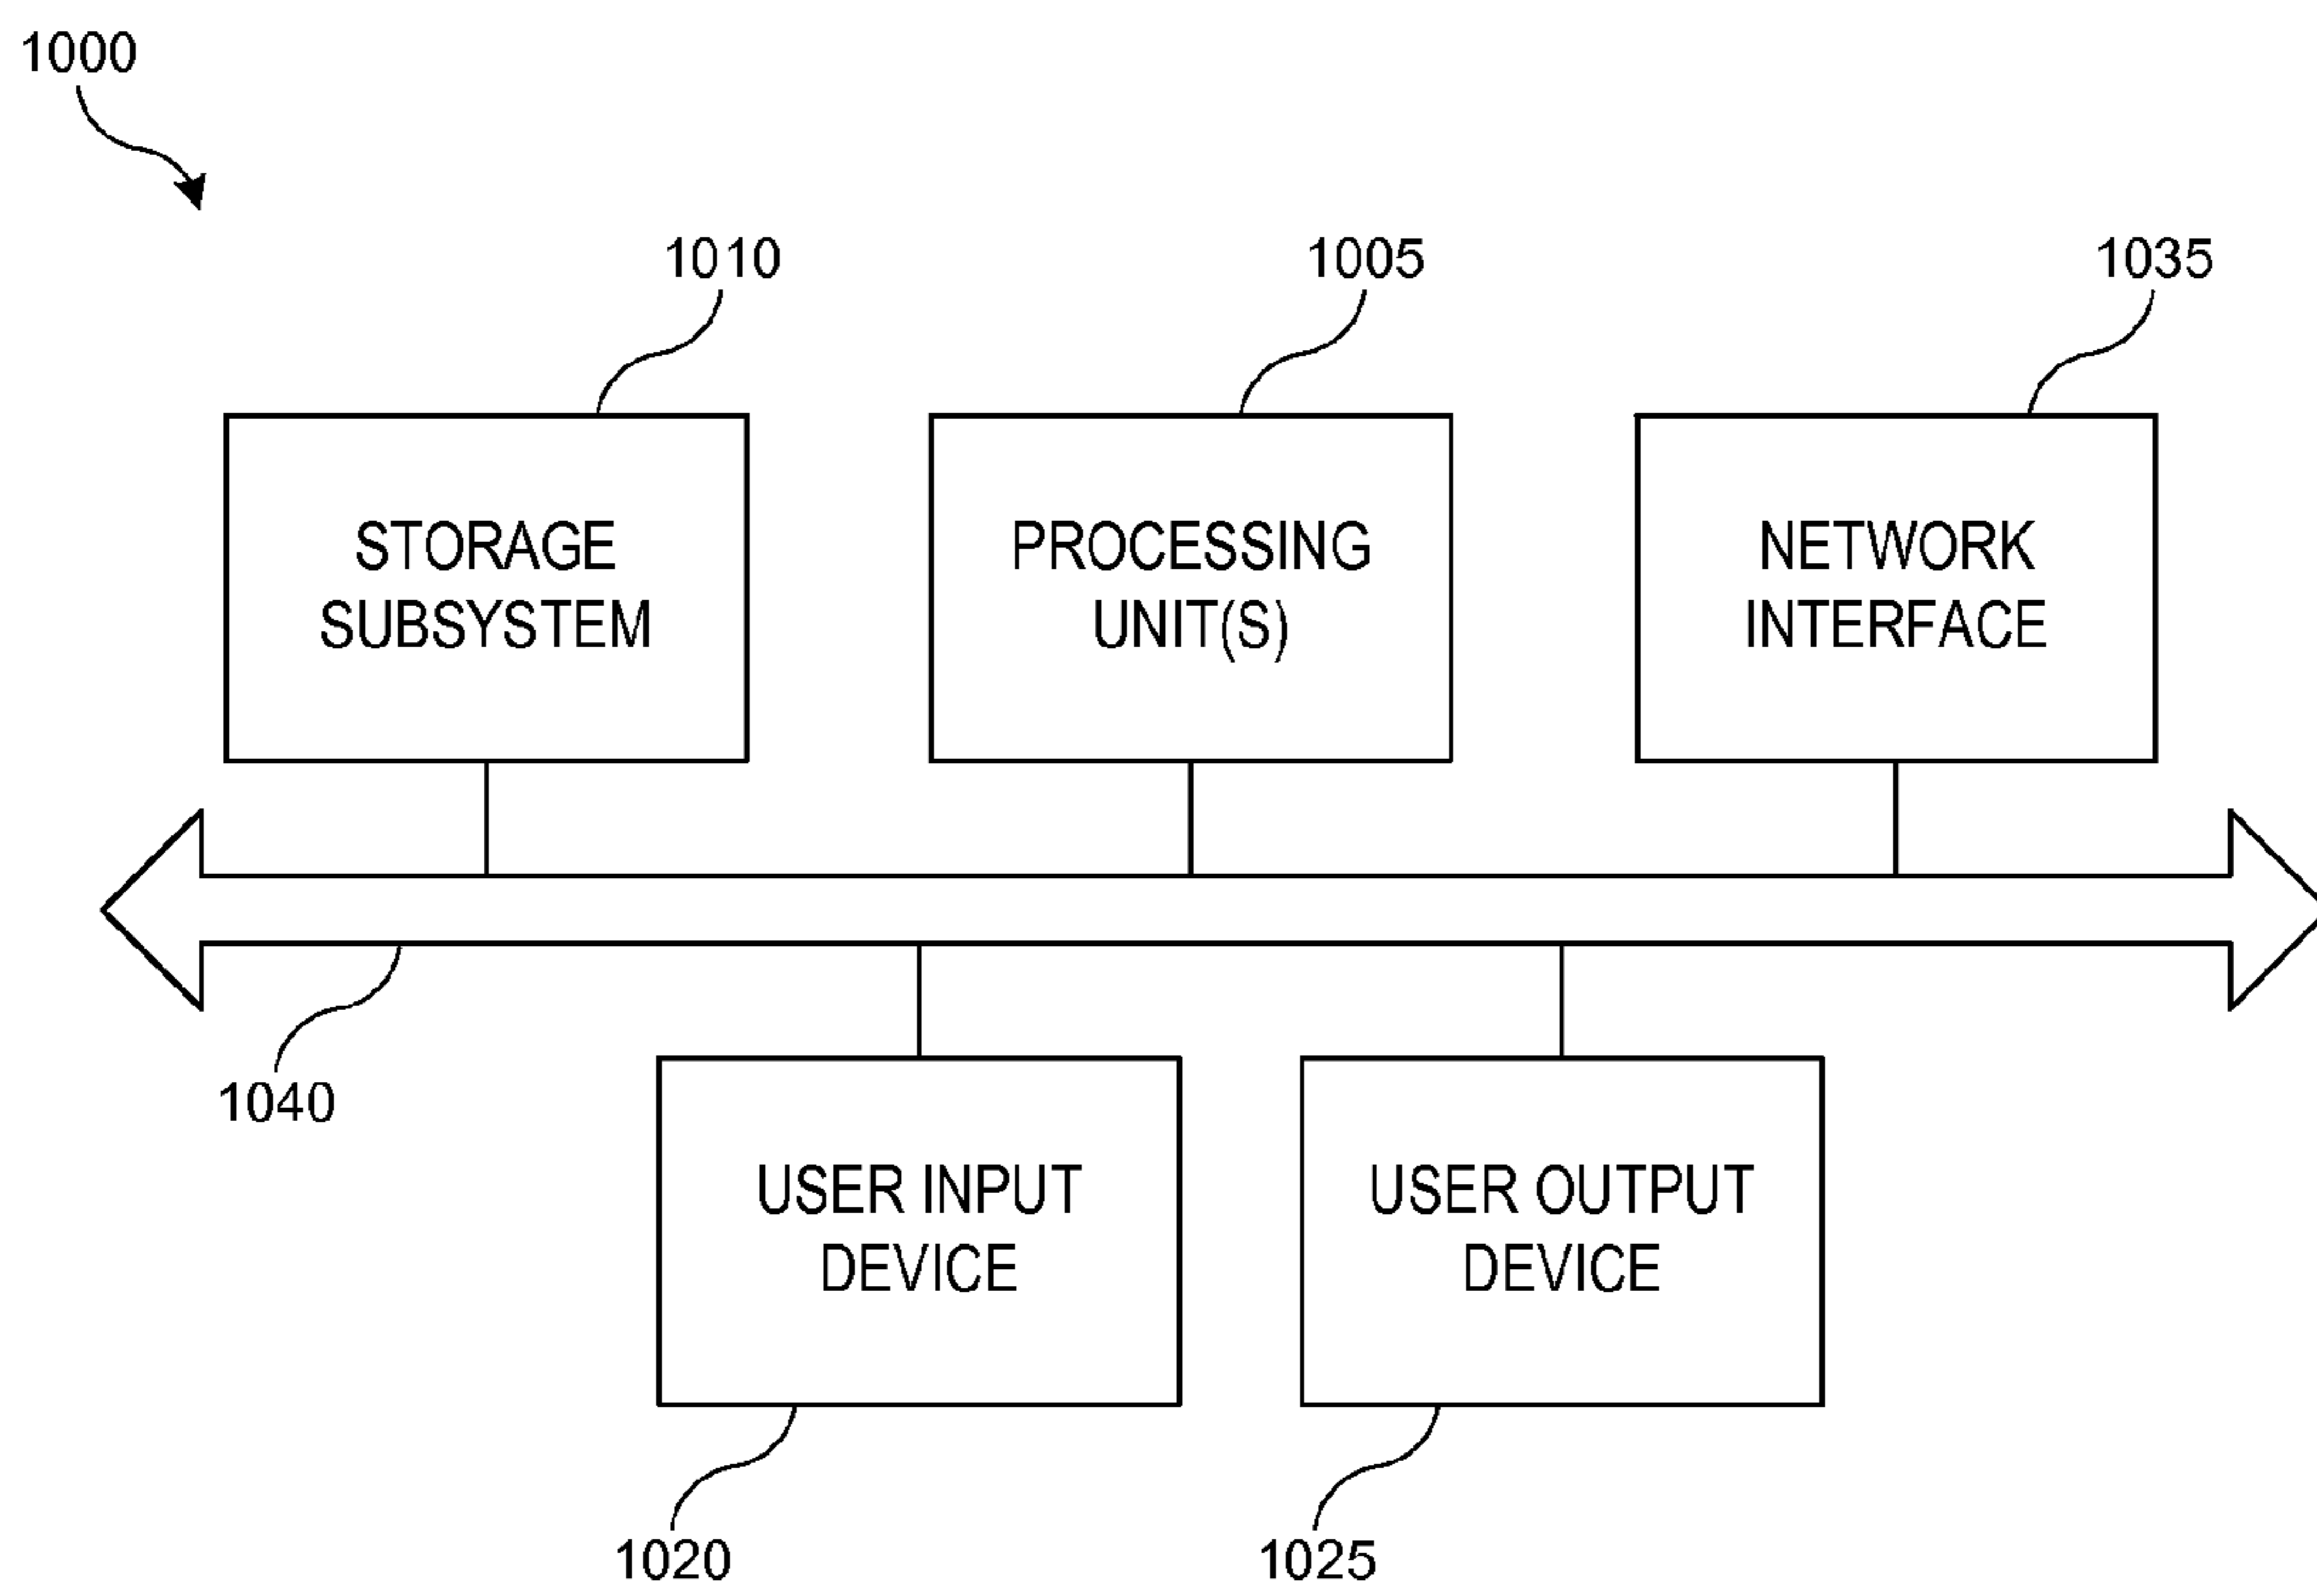 1000
1010
1005
1035
STORAGE
SUBSYSTEM
PROCESSING
UNIT(S)
NETWORK
INTERFACE
1040
USER INPUT
DEVICE
USER OUTPUT
DEVICE
1020
1025